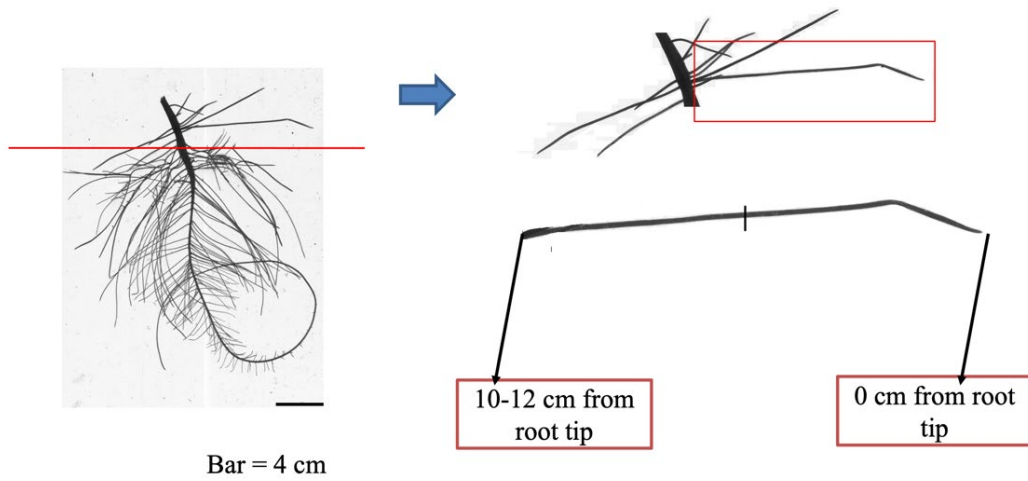 10-12 cm from
root tip
0 cm from root
tip
Bar = 4 cm